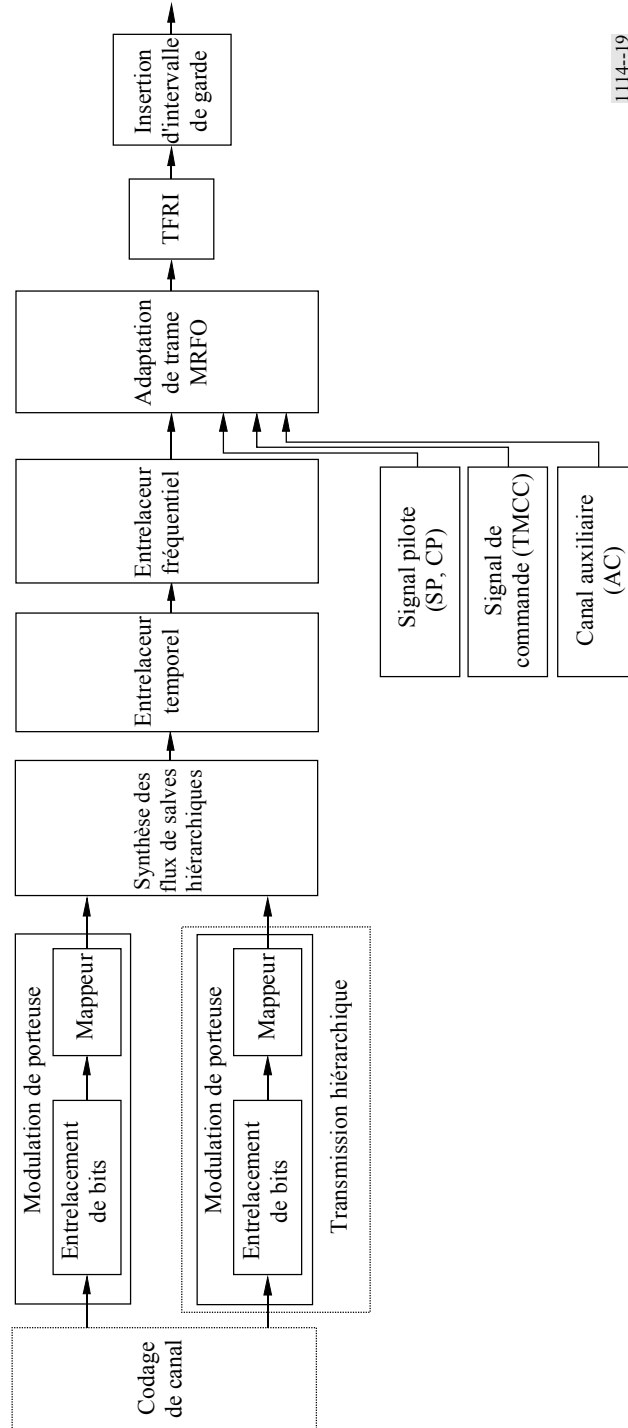 Codage
de canal
Modulation de porteuse
Entrelacement
de bits
Mappeur
Modulation de porteuse
Entrelacement
de bits
Mappeur
Transmission hiérarchique
Synthèse des
flux de salves
hiérarchiques
Entrelaceur
temporel
Entrelaceur
fréquentiel
Adaptation
de trame
MRFO
TFRI
Insertion
d'intervalle
de garde
Signal pilote
(SP, CP)
Signal de
commande (TMCC)
Canal auxiliaire
(AC)
1114--19